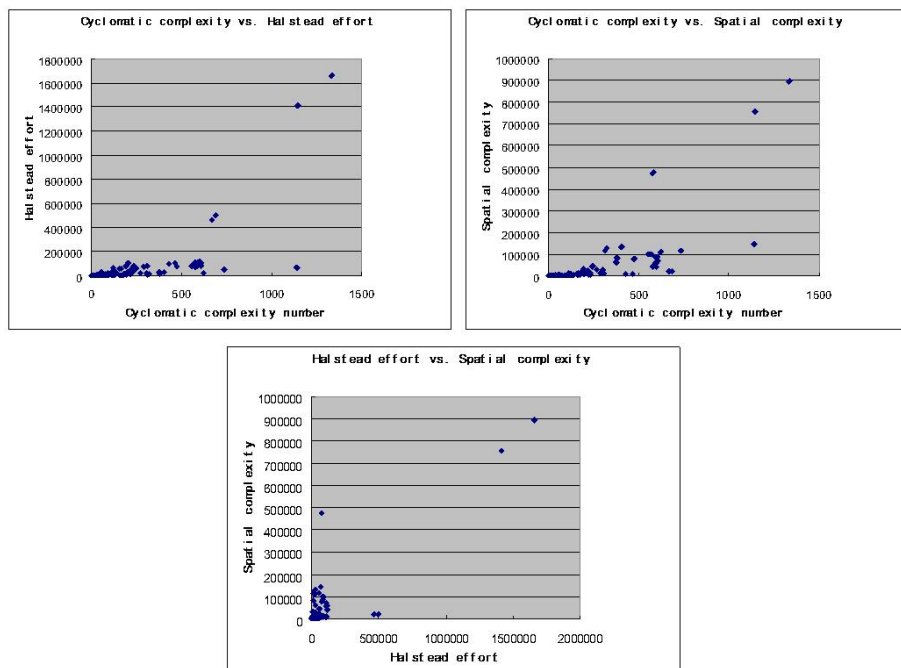 Cyclomatic complexity vs. Halstead effort
1800000
1600000
1400000
1200000
1000000
800000
600000
400000
200000
0
Halstead effort
0 500 1000 1500
Cyclomatic complexity number
Cyclomatic complexity vs. Spatial complexity
1000000
900000
800000
700000
600000
500000
400000
300000
200000
100000
0
Spatial complexity
0 500 1000 1500
Cyclomatic complexity number
Halstead effort vs. Spatial complexity
1000000
900000
800000
700000
600000
500000
400000
300000
200000
100000
0
Spatial complexity
0 500000 1000000 1500000 2000000
Halstead effort